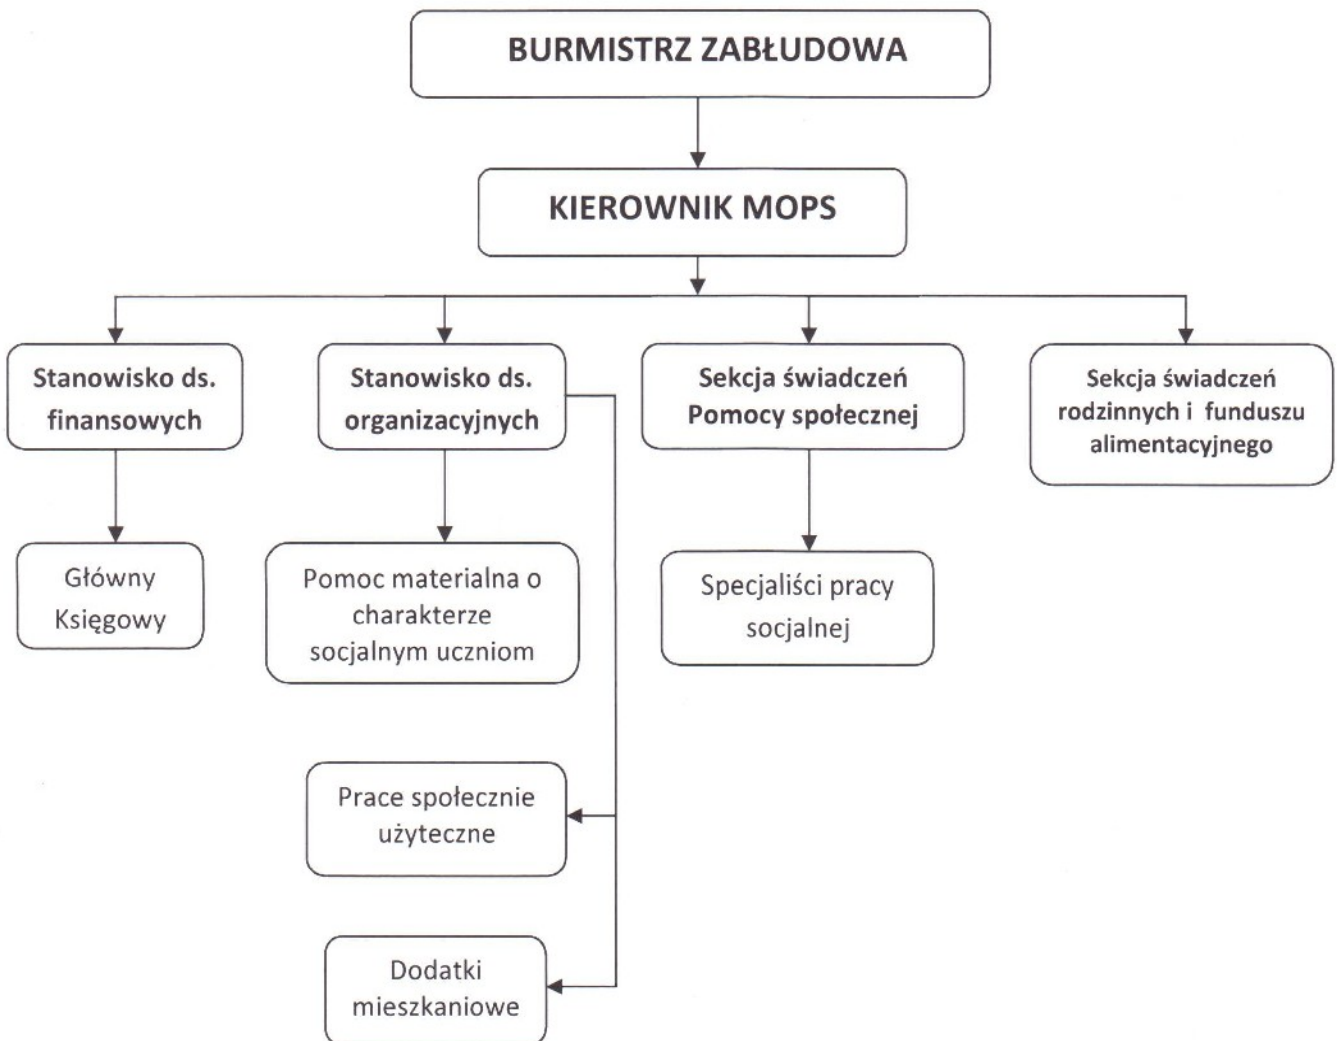 BURMISTRZ ZABŁUDOWA
KIEROWNIK MOPS
Stanowisko ds.
finansowych
Stanowisko ds.
organizacyjnych
Sekcja świadczeń
Pomocy społecznej
Sekcja świadczeń
rodzinnych i funduszu
alimentacyjnego
Główny
Księgowy
Pomoc materialna o
charakterze
socjalnym uczniom
Specjaliści pracy
socjalnej
Prace społecznie
użyteczne
Dodatki
mieszkaniowe